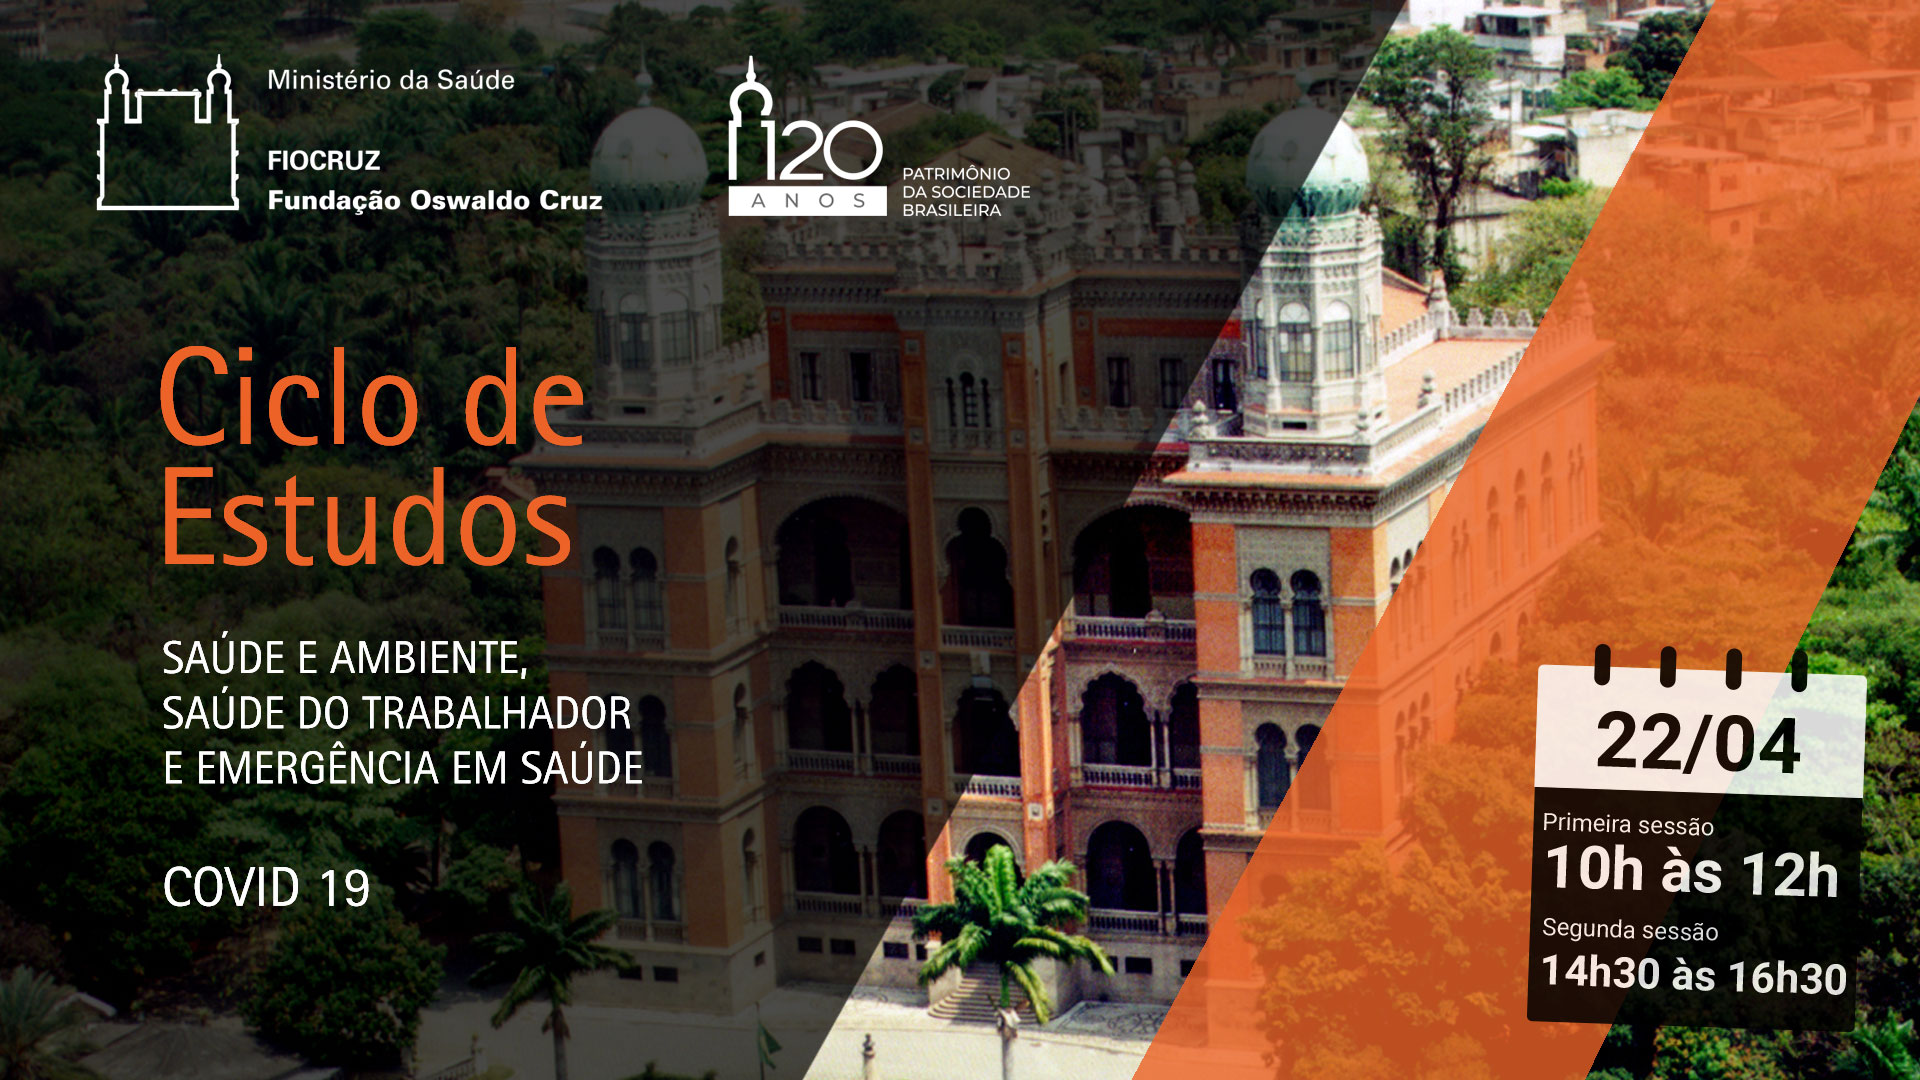 Ministério da Saúde
FIOCRUZ
Fundação Oswaldo Cruz
120
ANOS
PATRIMÔNIO
DA SOCIEDADE
BRASILEIRA
Ciclo de
Estudos
SAÚDE E AMBIENTE,
SAÚDE DO TRABALHADOR
E EMERGÊNCIA EM SAÚDE
COVID 19
22/04
Primeira sessão
10h às 12h
Segunda sessão
14h30 às 16h30